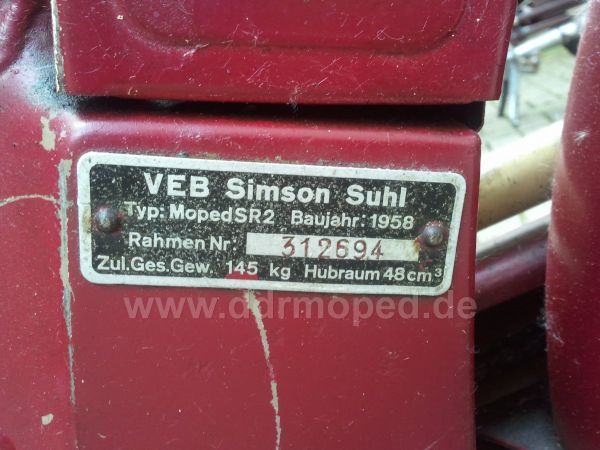 VEB Simson Suhl
Typ: Moped SR2 Baujahr: 1958
Rahmen Nr. 312694
Zul. Ges. Gew. 145 kg Hubraum 48 cm³
www.ddrmoped.de